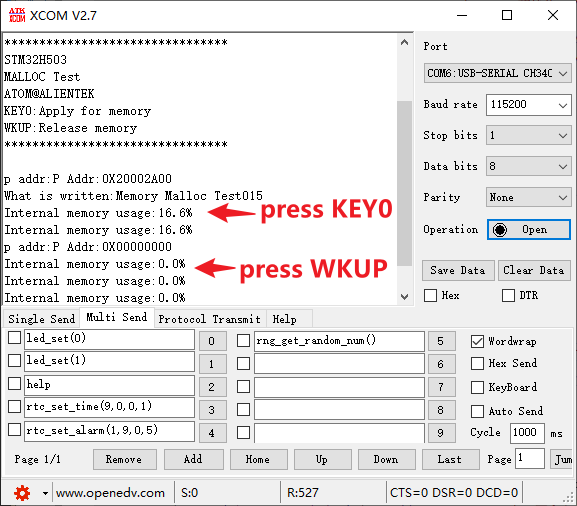 ATK
XCOM
XCOM V2.7
********************************
STM32H503
MALLOC Test
ATOM@ALIENTEK
KEY0:Apply for memory
WKUP:Release memory
********************************
p addr:P Addr:0X20002A00
What is written:Memory Malloc Test015
Internal memory usage:16.6%
press KEY0
Internal memory usage:16.6%
p addr:P Addr:0X00000000
Internal memory usage:0.0%
press WKUP
Internal memory usage:0.0%
Internal memory usage:0.0%
Port
COM6:USB-SERIAL CH340
Baud rate 115200
Stop bits 1
Data bits 8
Parity None
Operation Open
Save Data Clear Data
Hex DTR
Single Send Multi Send Protocol Transmit Help
led_set(0) 0 rng_get_random_num() 5 Wordwrap
led_set(1) 1 6 Hex Send
help 2 7 KeyBoard
rtc_set_time(9,0,0,1) 3 8 Auto Send
rtc_set_alarm(1,9,0,5) 4 9 Cycle 1000 ms
Page 1/1 Remove Add Home Up Down Last Page 1 Jum
www.openedv.com S:0 R:527 CTS=0 DSR=0 DCD=0